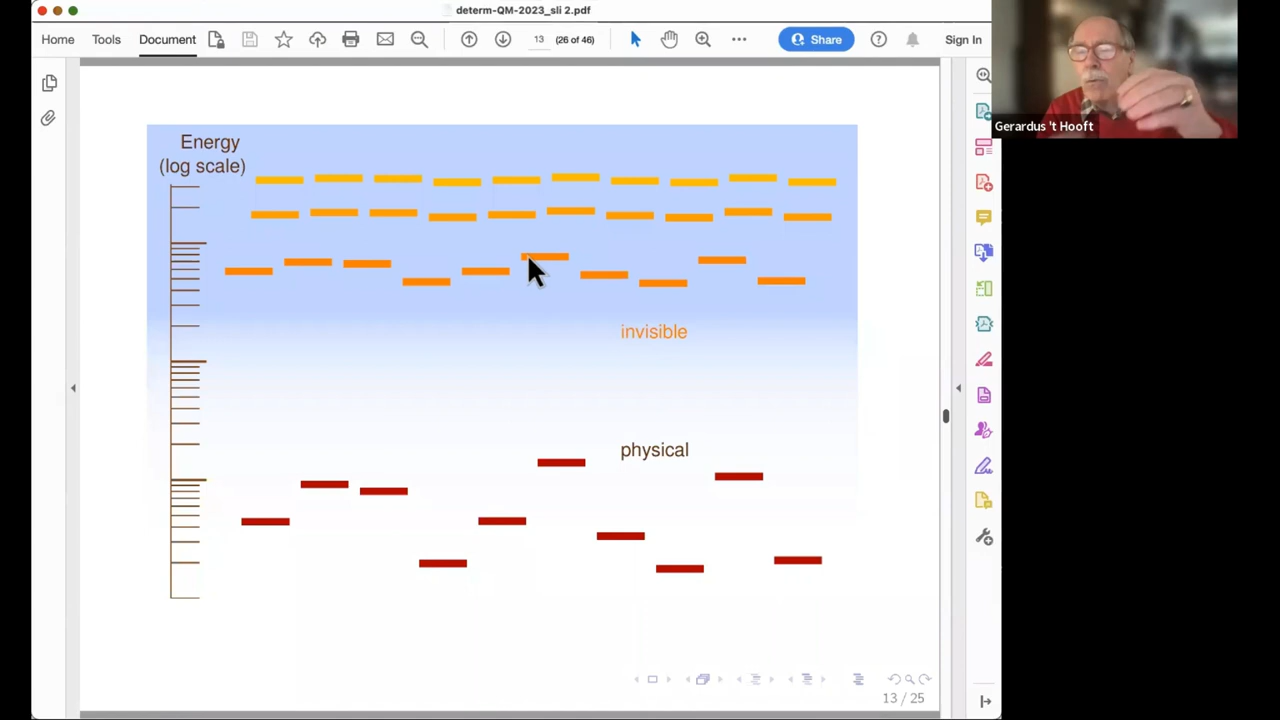 determ-QM-2023_sli 2.pdf
Home Tools Document 13 (26 of 46) Share Sign In
Gerardus 't Hooft
Energy
(log scale)
invisible
physical
13 / 25